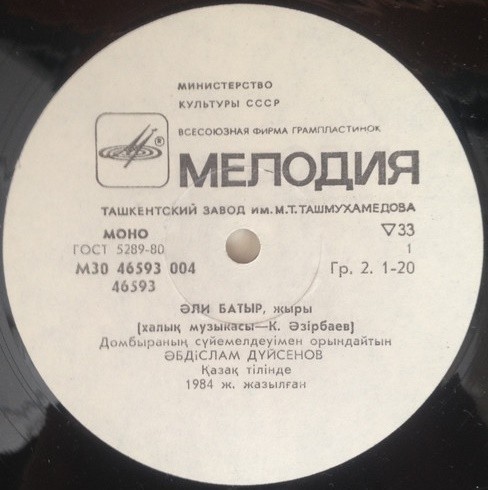 МИНИСТЕРСТВО
КУЛЬТУРЫ СССР
ВСЕСОЮЗНАЯ ФИРМА ГРАМПЛАСТИНОК
®
МЕЛОДИЯ
ТАШКЕНТСКИЙ ЗАВОД ИМ. М.Т. ТАШМУХАМЕДОВА
МОНО ▽33
ГОСТ 5289-80 1
М30 46593 004 Гр. 2. 1-20
46593
ӘЛИ БАТЫР, жыры
(халық музыкасы—К. Әзірбаев)
Домбыраның сүйемелдеуімен орындайтын
ӘБДІСЛАМ ДҮЙСЕНОВ
Қазақ тілінде
1984 ж. жазылған